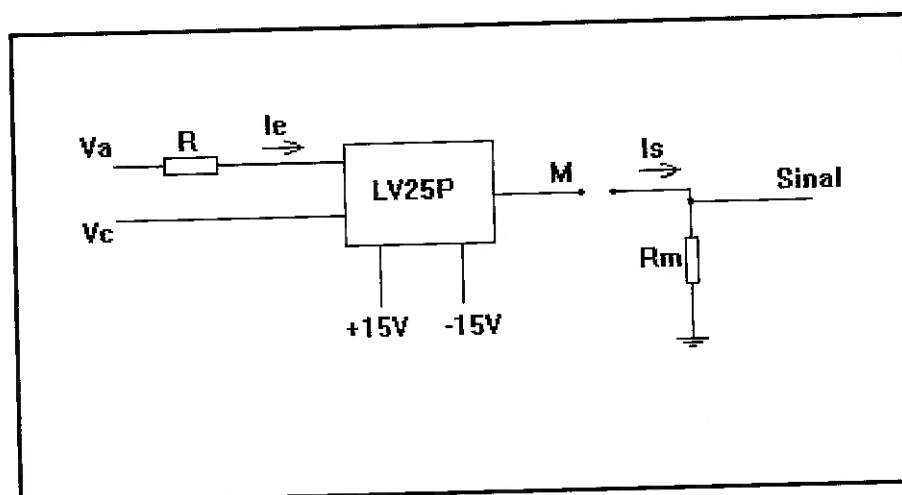 Va
R
Ie
LV25P
M
Is
Sinal
Vc
Rm
+15V
-15V